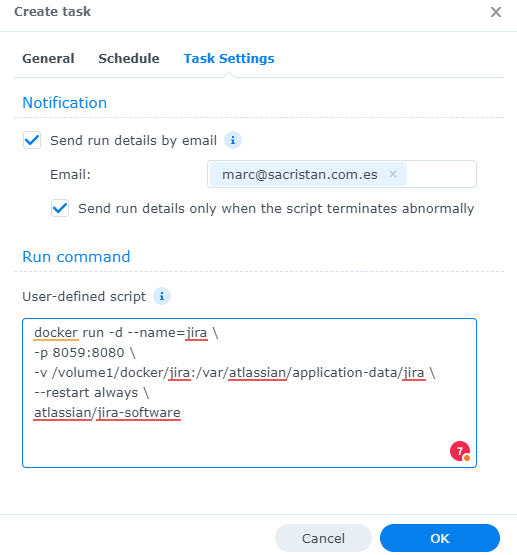 Create task
General Schedule Task Settings
Notification
Send run details by email
Email: marc@sacristan.com.es ×
Send run details only when the script terminates abnormally
Run command
User-defined script
docker run -d --name=jira \
-p 8059:8080 \
-v /volume1/docker/jira:/var/atlassian/application-data/jira \
--restart always \
atlassian/jira-software
7
Cancel OK